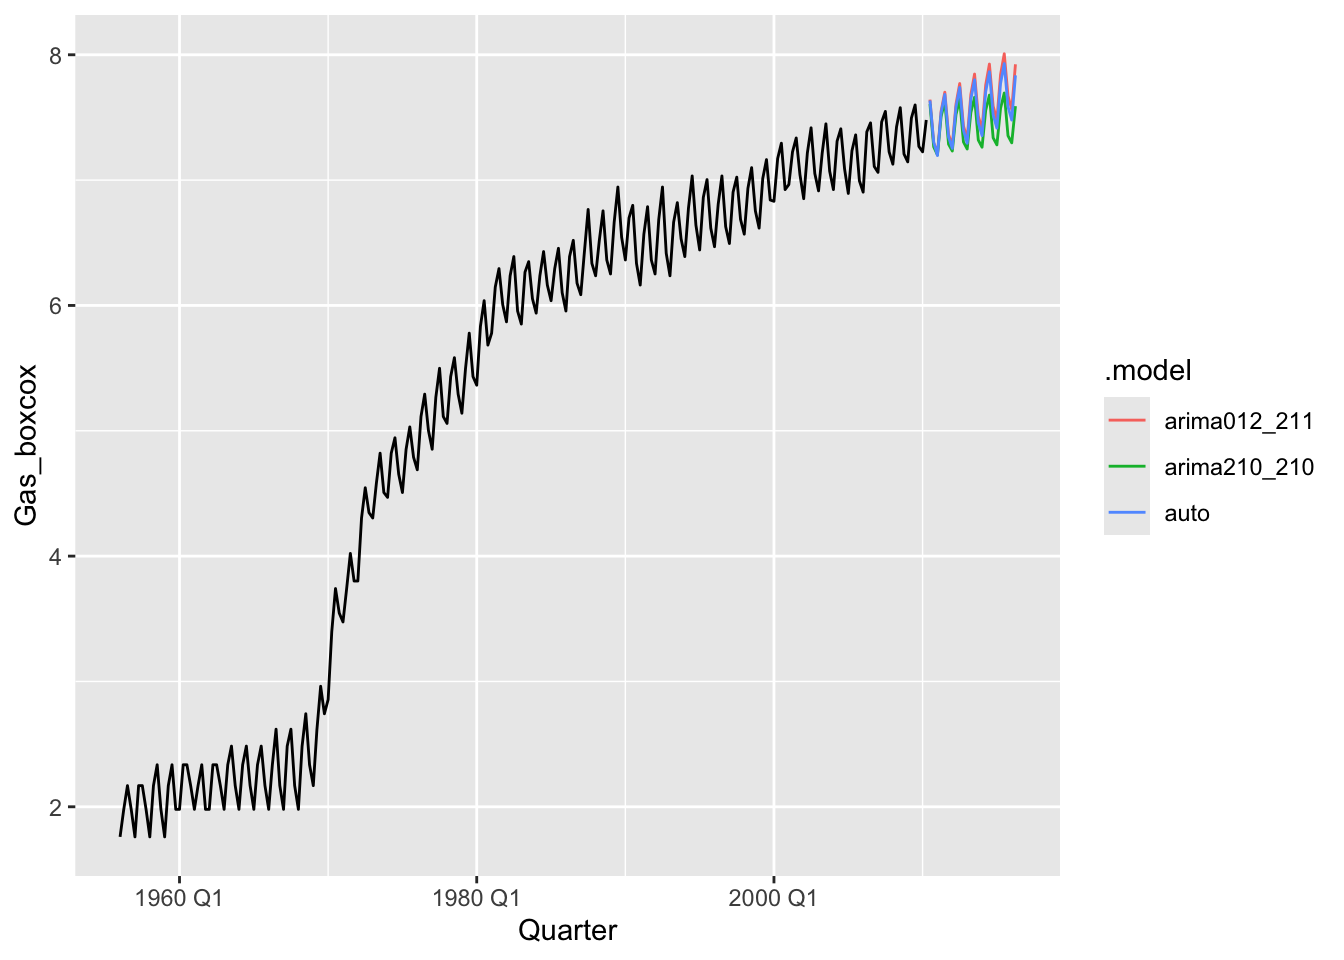 8
6
4
2
Gas_boxcox
1960 Q1
1980 Q1
2000 Q1
Quarter
.model
arima012_211
arima210_210
auto